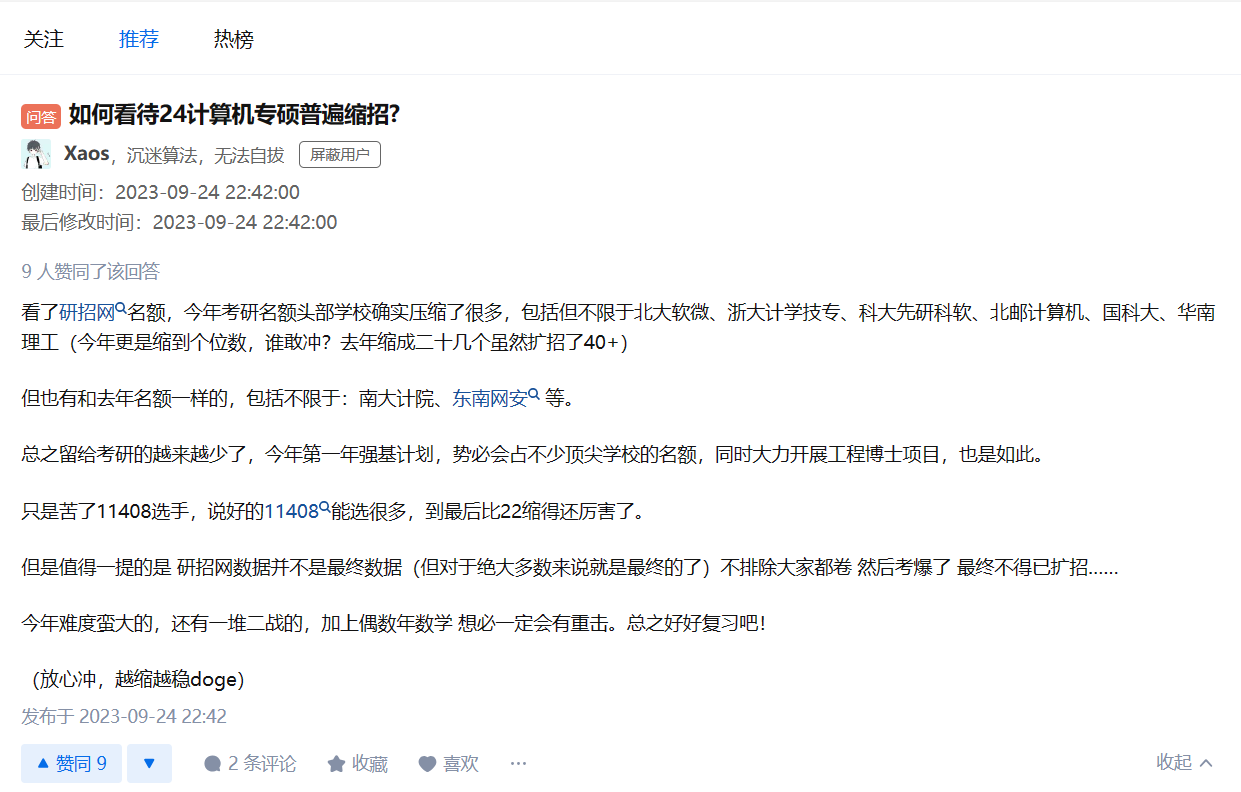 关注 推荐 热榜
问答 如何看待24计算机专硕普遍缩招?
Xaos，沉迷算法，无法自拔 屏蔽用户
创建时间：2023-09-24 22:42:00
最后修改时间：2023-09-24 22:42:00
9 人赞同了该回答
看了研招网名额，今年考研名额头部学校确实压缩了很多，包括但不限于北大软微、浙大计学技专、科大先研科软、北邮计算机、国科大、华南
理工（今年更是缩到个位数，谁敢冲？去年缩成二十几个虽然扩招了40+）
但也有和去年名额一样的，包括不限于：南大计院、东南网安 等。
总之留给考研的越来越少了，今年第一年强基计划，势必会占不少顶尖学校的名额，同时大力开展工程博士项目，也是如此。
只是苦了11408选手，说好的11408能选很多，到最后比22缩得还厉害了。
但是值得一提的是 研招网数据并不是最终数据（但对于绝大多数来说就是最终的了）不排除大家都卷 然后考爆了 最终不得已扩招......
今年难度蛮大的，还有一堆二战的，加上偶数年数学 想必一定会有重击。总之好好复习吧！
（放心冲，越缩越稳doge）
发布于 2023-09-24 22:42
赞同 9 2 条评论 收藏 喜欢 ··· 收起